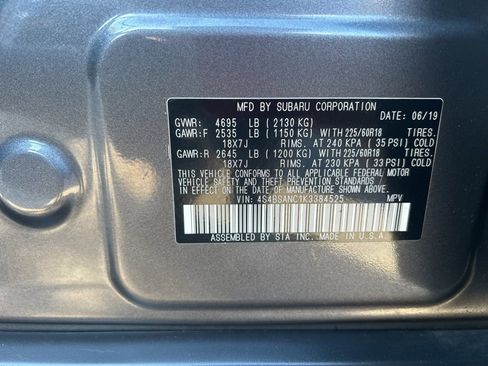 MFD BY SUBARU CORPORATION
GVWR: 4695 LB ( 2130 KG) DATE: 06/19
GAWR:F 2535 LB ( 1150 KG) WITH 225/60R18 TIRES.
18X7J RIMS. AT 240 KPA ( 35 PSI) COLD
GAWR:R 2645 LB ( 1200 KG) WITH 225/60R18 TIRES.
18X7J RIMS. AT 230 KPA ( 33 PSI) COLD
THIS VEHICLE CONFORMS TO ALL APPLICABLE FEDERAL MOTOR
VEHICLE SAFETY, BUMPER, AND THEFT PREVENTION
STANDARDS IN EFFECT ON THE DATE OF MANUFACTURE SHOWN ABOVE.
VIN: 4S4BSANC1K3384525 MPV
ASSEMBLED BY SIA INC. MADE IN U.S.A